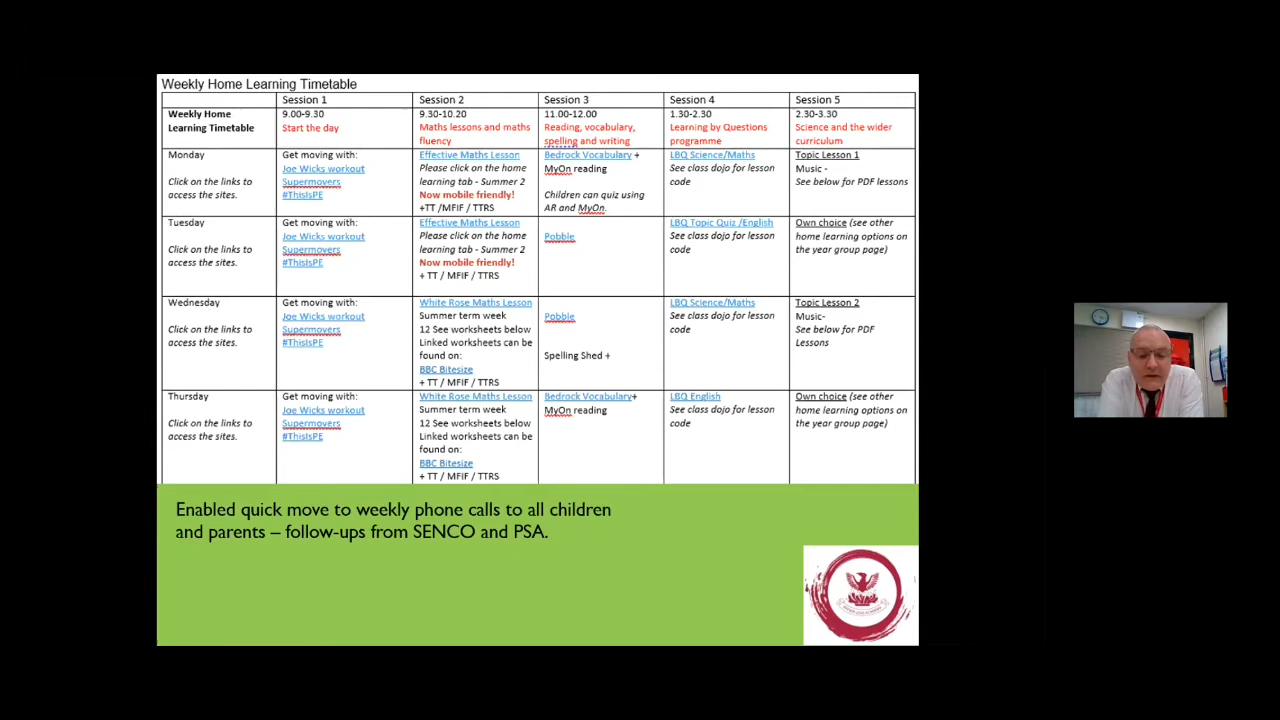 Weekly Home Learning Timetable
Session 1
Session 2
Session 3
Session 4
Session 5
Weekly Home
Learning Timetable
9.00-9.30
Start the day
9.30-10.20
Maths lessons and maths
fluency
11.00-12.00
Reading, vocabulary,
spelling and writing
1.30-2.30
Learning by Questions
programme
2.30-3.30
Science and the wider
curriculum
Monday
Click on the links to
access the sites.
Get moving with:
Joe Wicks workout
Supermovers
#ThisIsPE
Effective Maths Lesson
Please click on the home
learning tab - Summer 2
Now mobile friendly!
+TT /MFIF / TTRS
Bedrock Vocabulary +
MyOn reading
Children can quiz using
AR and MyOn.
LBQ Science/Maths
See class dojo for lesson
code
Topic Lesson 1
Music -
See below for PDF lessons
Tuesday
Click on the links to
access the sites.
Get moving with:
Joe Wicks workout
Supermovers
#ThisIsPE
Effective Maths Lesson
Please click on the home
learning tab - Summer 2
Now mobile friendly!
+ TT / MFIF / TTRS
Pobble
LBQ Topic Quiz /English
See class dojo for lesson
code
Own choice (see other
home learning options on
the year group page)
Wednesday
Click on the links to
access the sites.
Get moving with:
Joe Wicks workout
Supermovers
#ThisIsPE
White Rose Maths Lesson
Summer term week
12 See worksheets below
Linked worksheets can be
found on:
BBC Bitesize
+ TT / MFIF / TTRS
Pobble
Spelling Shed +
LBQ Science/Maths
See class dojo for lesson
code
Topic Lesson 2
Music-
See below for PDF
Lessons
Thursday
Click on the links to
access the sites.
Get moving with:
Joe Wicks workout
Supermovers
#ThisIsPE
White Rose Maths Lesson
Summer term week
12 See worksheets below
Linked worksheets can be
found on:
BBC Bitesize
+ TT / MFIF / TTRS
Bedrock Vocabulary+
MyOn reading
LBQ English
See class dojo for lesson
code
Own choice (see other
home learning options on
the year group page)
Enabled quick move to weekly phone calls to all children
and parents – follow-ups from SENCO and PSA.